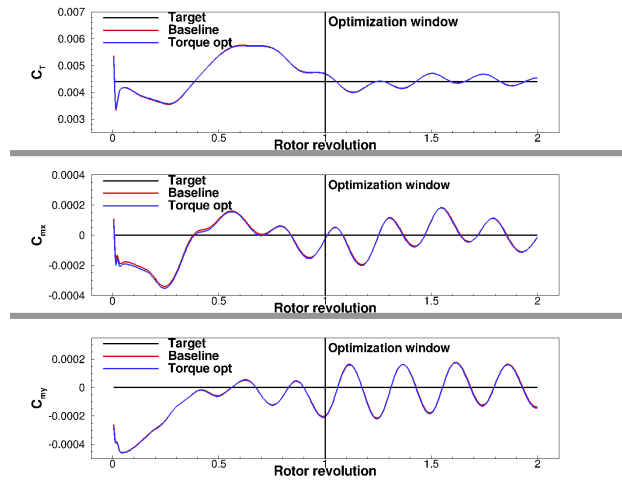 0.007
0.006
0.005
0.004
0.003
C_T
Target
Baseline
Torque opt
Optimization window
0
0.5
1
1.5
2
Rotor revolution
0.0004
0.0002
0
-0.0002
-0.0004
C_mx
Target
Baseline
Torque opt
Optimization window
0
0.5
1
1.5
2
Rotor revolution
0.0002
0
-0.0002
-0.0004
C_my
Target
Baseline
Torque opt
Optimization window
0
0.5
1
1.5
2
Rotor revolution